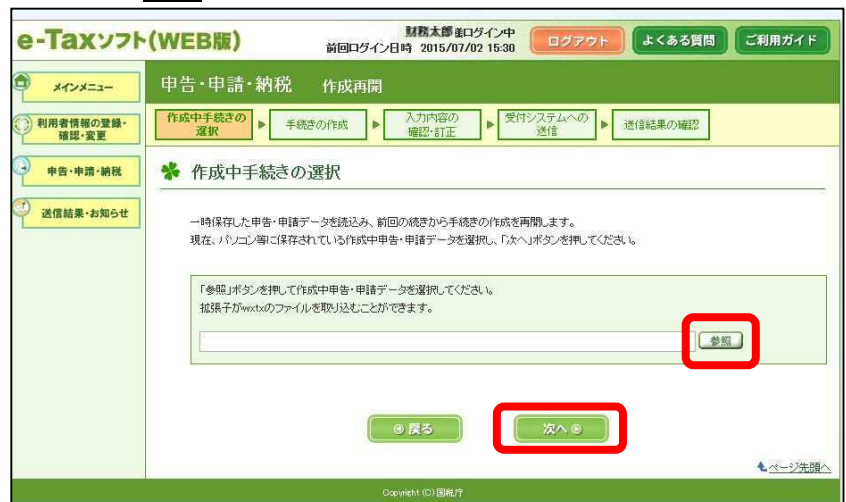 e-Taxソフト(WEB版)
財務太郎 様ログイン中
前回ログイン日時 2015/07/02 15:30
ログアウト
よくある質問
ご利用ガイド
メインメニュー
利用者情報の登録・
確認・変更
申告・申請・納税
送信結果・お知らせ
申告・申請・納税 作成再開
作成中手続きの
選択
手続きの作成
入力内容の
確認・訂正
受付システムへの
送信
送信結果の確認
作成中手続きの選択
一時保存した申告・申請データを読込み、前回の続きから手続きの作成を再開します。
現在、パソコン等に保存されている作成中申告・申請データを選択し、「次へ」ボタンを押してください。
「参照」ボタンを押して作成中申告・申請データを選択してください。
拡張子がwxtxのファイルを取り込むことができます。
参照
戻る
次へ
ページ先頭へ
Copyright (C) 国税庁